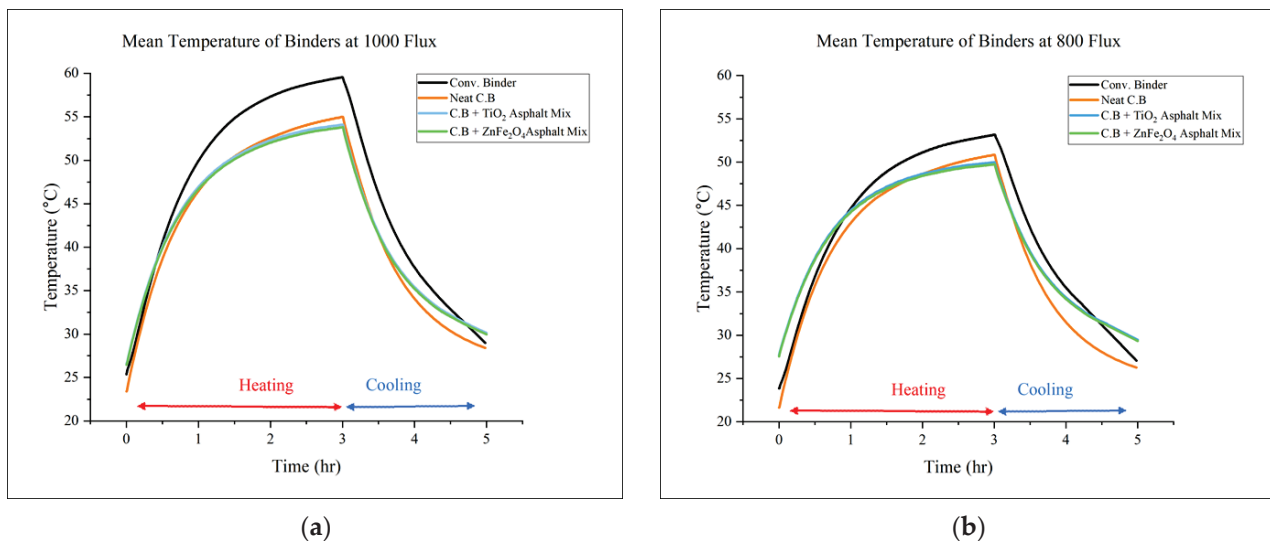 Mean Temperature of Binders at 1000 Flux
Conv. Binder
Neat C.B
C.B + TiO₂ Asphalt Mix
C.B + ZnFe₂O₄Asphalt Mix
60
55
50
45
40
35
30
25
20
Temperature (°C)
Heating
Cooling
0
1
2
3
4
5
Time (hr)
(a)
Mean Temperature of Binders at 800 Flux
Conv. Binder
Neat C.B
C.B + TiO₂ Asphalt Mix
C.B + ZnFe₂O₄ Asphalt Mix
60
55
50
45
40
35
30
25
20
Temperature (°C)
Heating
Cooling
0
1
2
3
4
5
Time (hr)
(b)